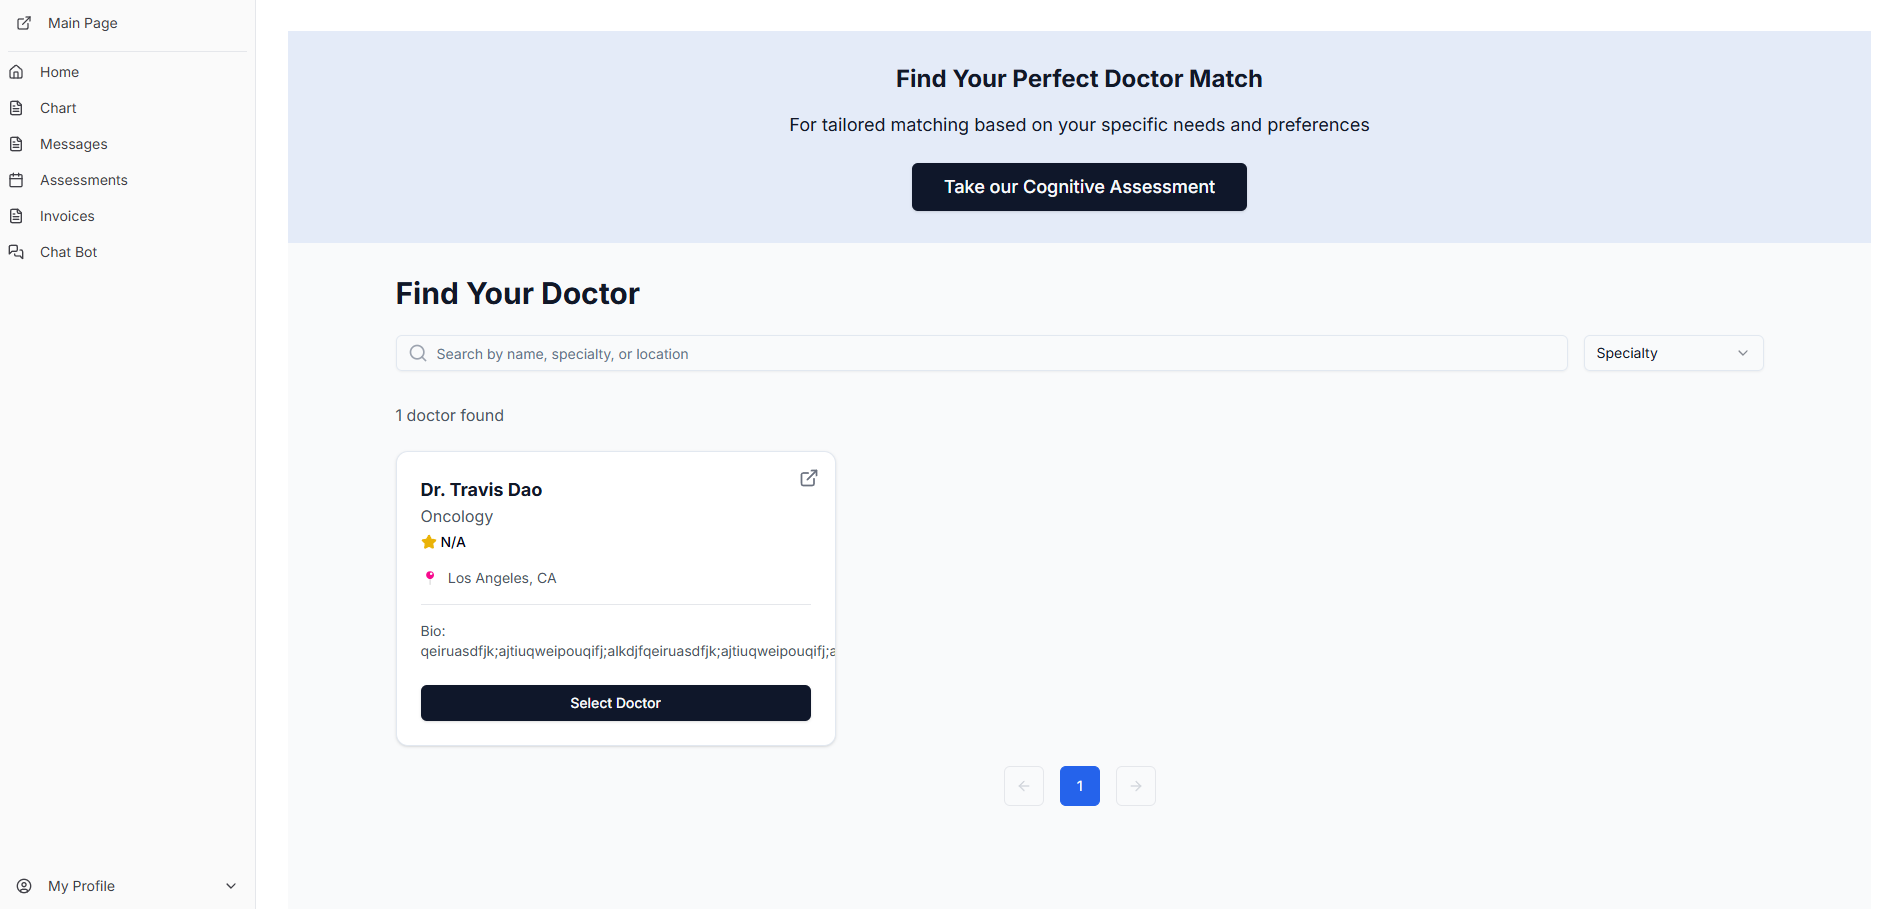 Main Page
Home
Chart
Messages
Assessments
Invoices
Chat Bot
My Profile
Find Your Perfect Doctor Match
For tailored matching based on your specific needs and preferences
Take our Cognitive Assessment
Find Your Doctor
Search by name, specialty, or location
Specialty
1 doctor found
Dr. Travis Dao
Oncology
N/A
Los Angeles, CA
Bio:
qeiruasdfjk;ajtiuqweipouqifj;alkdjfqeiruasdfjk;ajtiuqweipouqifj;a
Select Doctor
1